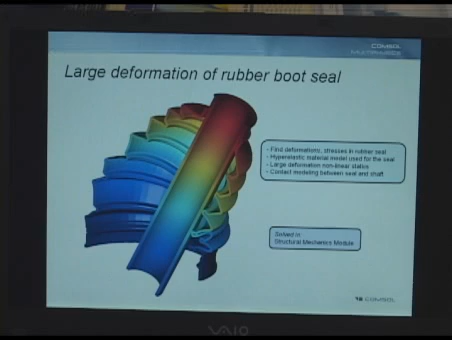 COMSOL
MULTIPHYSICS
Large deformation of rubber boot seal
- Find deformations, stresses in rubber seal
- Hyperelastic material model used for the seal
- Large deformation non-linear statics
- Contact modeling between seal and shaft
Solved in:
Structural Mechanics Module
COMSOL
VAIO